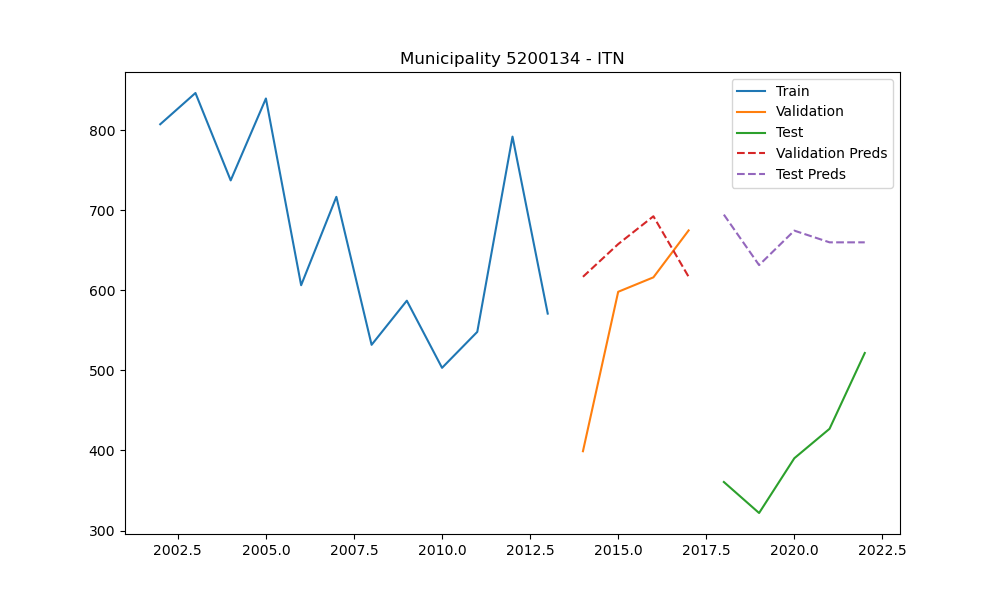 Municipality 5200134 - ITN
Train
Validation
Test
Validation Preds
Test Preds
800
700
600
500
400
300
2002.5 2005.0 2007.5 2010.0 2012.5 2015.0 2017.5 2020.0 2022.5